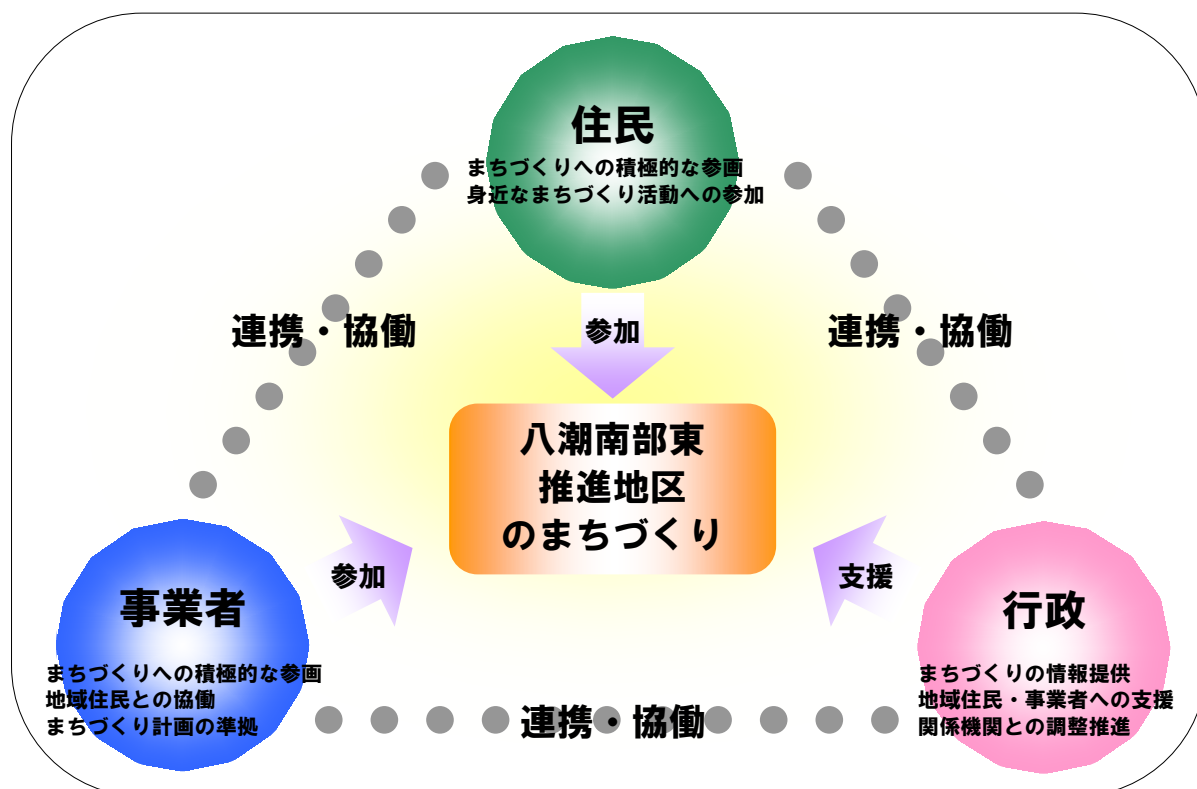 住民
まちづくりへの積極的な参画
身近なまちづくり活動への参加
連携・協働
参加
連携・協働
八潮南部東
推進地区
のまちづくり
参加
支援
事業者
まちづくりへの積極的な参画
地域住民との協働
まちづくり計画の準拠
連携・協働
行政
まちづくりの情報提供
地域住民・事業者への支援
関係機関との調整推進